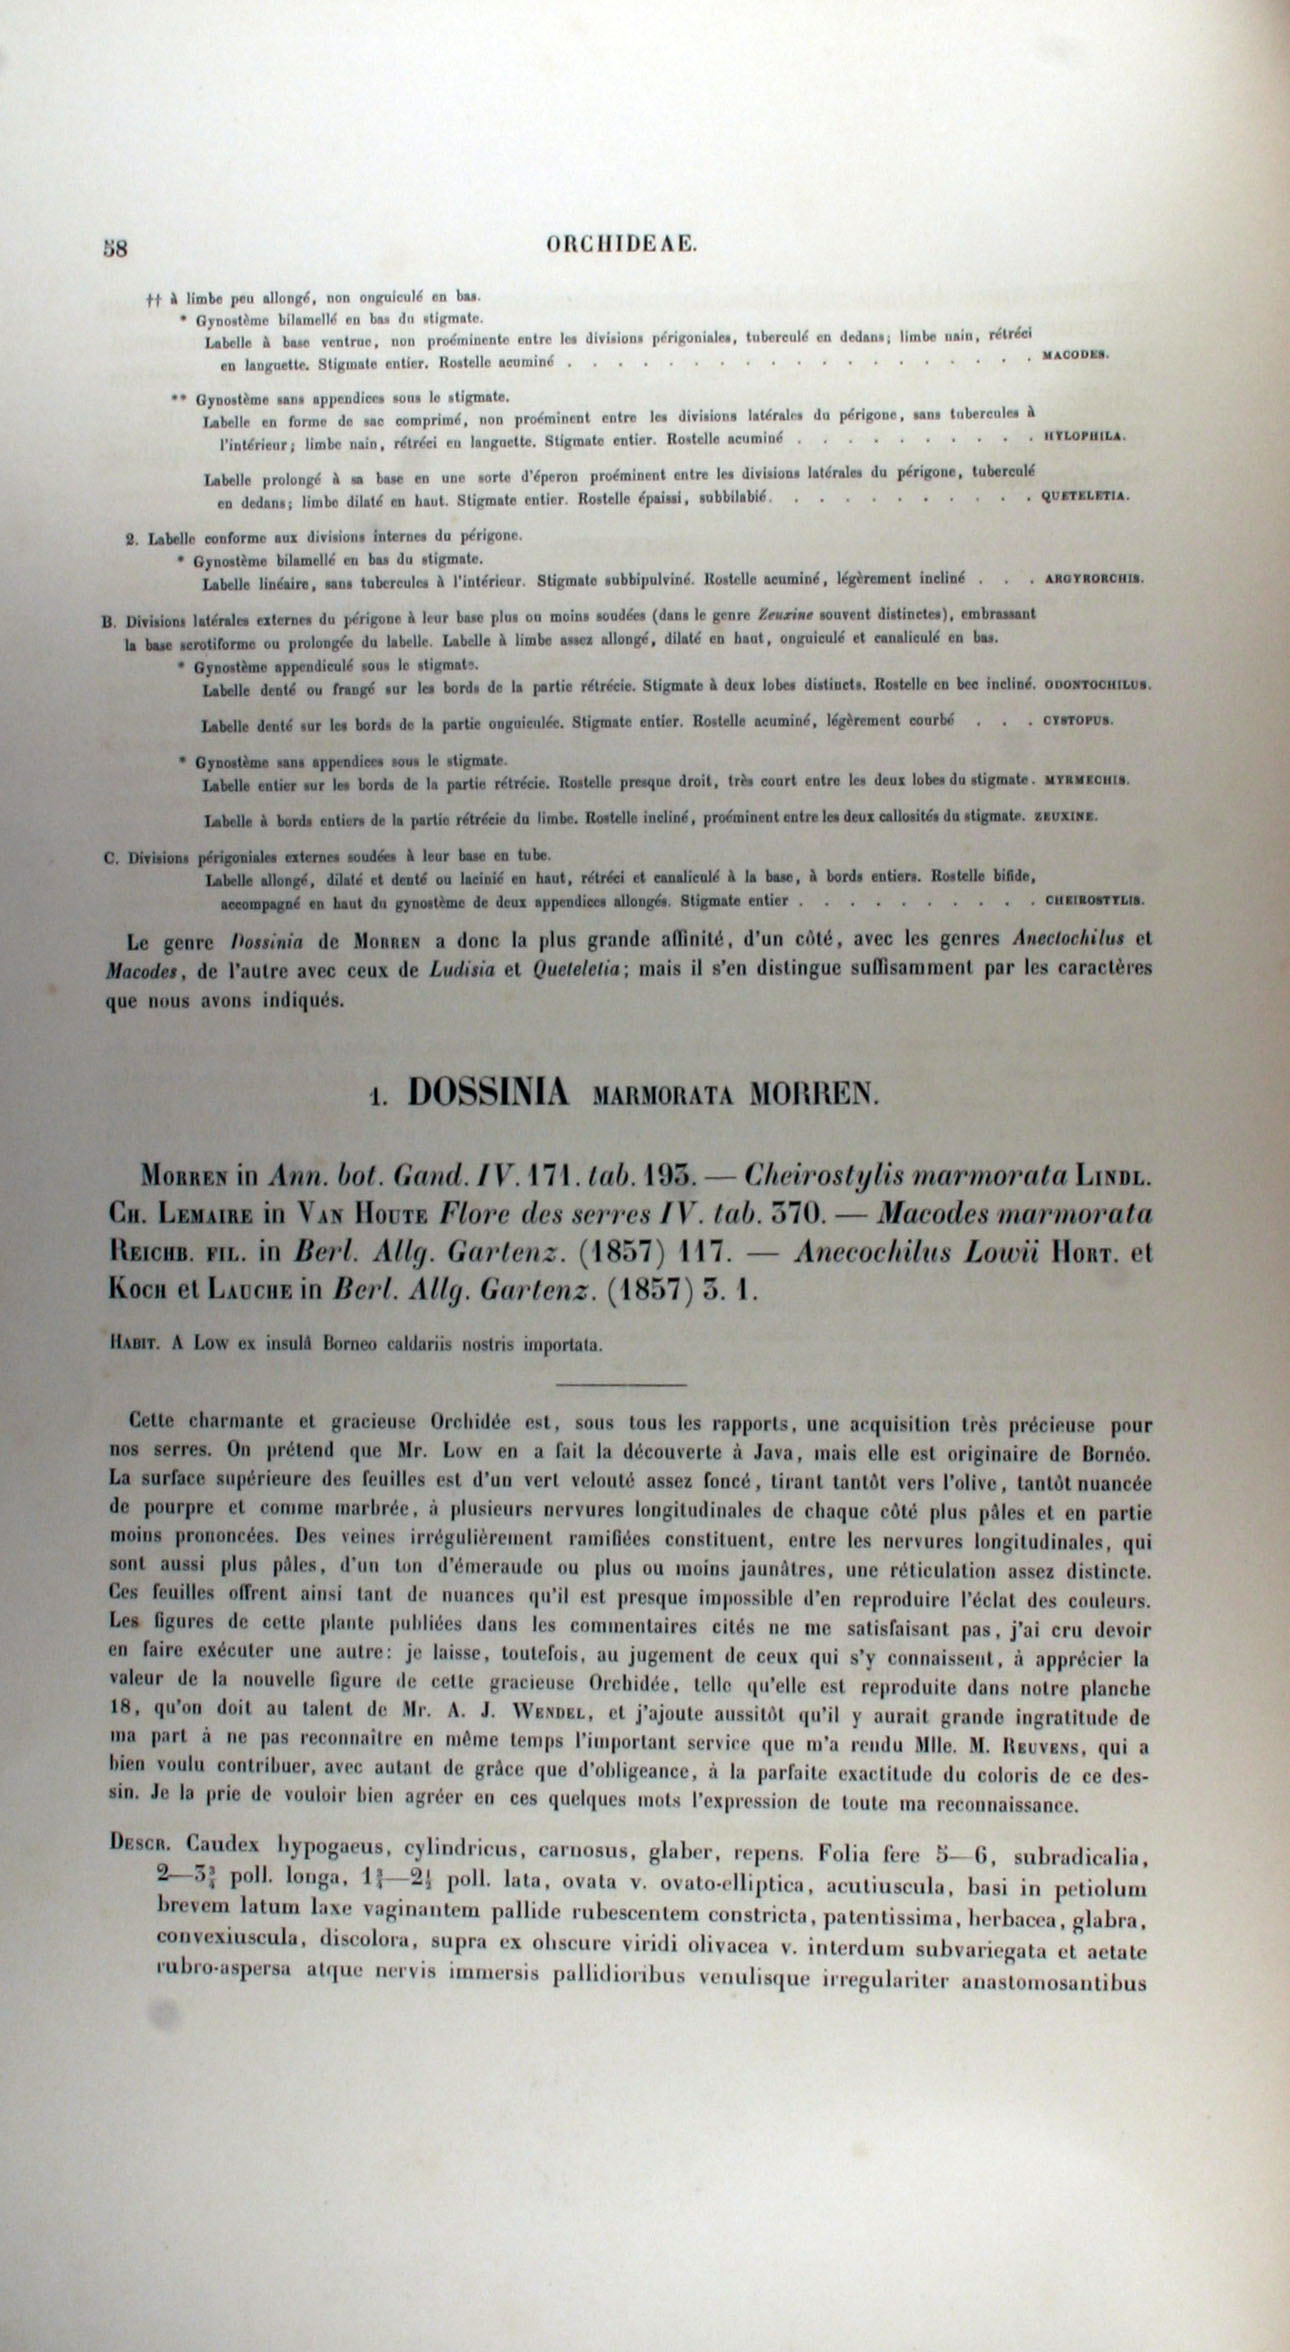 58
ORCHIDEAE.
†† à limbe peu allongé, non onguiculé en bas.
* Gynostème bilamellé en bas du stigmate.
Labelle à base ventrue, non proéminente entre les divisions périgoniales, tuberculé en dedans; limbe nain, rétréci
en languette. Stigmate entier. Rostelle acuminé . . . . . . . . . . . . . . . . . . . MACODES.
** Gynostème sans appendices sous le stigmate.
Labelle en forme de sac comprimé, non proéminent entre les divisions latérales du périgone, sans tubercules à
l'intérieur; limbe nain, rétréci en languette. Stigmate entier. Rostelle acuminé . . . . . . . . . . HYLOPHILA.
Labelle prolongé à sa base en une sorte d'éperon proéminent entre les divisions latérales du périgone, tuberculé
en dedans; limbe dilaté en haut. Stigmate entier. Rostelle épaissi, subbilabié. . . . . . . . . . . . QUETELETIA.
2. Labelle conforme aux divisions internes du périgone.
* Gynostème bilamellé en bas du stigmate.
Labelle linéaire, sans tubercules à l'intérieur. Stigmate subbipulviné. Rostelle acuminé, légèrement incliné . . . ARGYRORCHIS.
B. Divisions latérales externes du périgone à leur base plus ou moins soudées (dans le genre Zeuxine souvent distinctes), embrassant
la base scrotiforme ou prolongée du labelle. Labelle à limbe assez allongé, dilaté en haut, onguiculé et canaliculé en bas.
* Gynostème appendiculé sous le stigmate.
Labelle denté ou frangé sur les bords de la partie rétrécie. Stigmate à deux lobes distincts. Rostelle en bec incliné. ODONTOCHILUS.
Labelle denté sur les bords de la partie onguiculée. Stigmate entier. Rostelle acuminé, légèrement courbé . . . CYSTOPUS.
* Gynostème sans appendices sous le stigmate.
Labelle entier sur les bords de la partie rétrécie. Rostelle presque droit, très court entre les deux lobes du stigmate. MYRMECHIS.
Labelle à bords entiers de la partie rétrécie du limbe. Rostelle incliné, proéminent entre les deux callosités du stigmate. ZEUXINE.
C. Divisions périgoniales externes soudées à leur base en tube.
Labelle allongé, dilaté et denté ou lacinié en haut, rétréci et canaliculé à la base, à bords entiers. Rostelle bifide,
accompagné en haut du gynostème de deux appendices allongés. Stigmate entier . . . . . . . . . . CHEIROSTYLIS.
Le genre Dossinia de MORREN a donc la plus grande affinité, d'un côté, avec les genres Anectochilus et
Macodes, de l'autre avec ceux de Ludisia et Queteletia; mais il s'en distingue suffisamment par les caractères
que nous avons indiqués.
1. DOSSINIA MARMORATA MORREN.
MORREN in Ann. bot. Gand. IV. 171. tab. 193. — Cheirostylis marmorata LINDL.
CH. LEMAIRE in VAN HOUTE Flore des serres IV. tab. 370. — Macodes marmorata
REICHB. FIL. in Berl. Allg. Gartenz. (1857) 117. — Anecochilus Lowii HORT. et
KOCH et LAUCHE in Berl. Allg. Gartenz. (1857) 3. 1.
HABIT. A LOW ex insulâ Borneo caldariis nostris importata.
Cette charmante et gracieuse Orchidée est, sous tous les rapports, une acquisition très précieuse pour
nos serres. On prétend que Mr. LOW en a fait la découverte à Java, mais elle est originaire de Bornéo.
La surface supérieure des feuilles est d'un vert velouté assez foncé, tirant tantôt vers l'olive, tantôt nuancée
de pourpre et comme marbrée, à plusieurs nervures longitudinales de chaque côté plus pâles et en partie
moins prononcées. Des veines irrégulièrement ramifiées constituent, entre les nervures longitudinales, qui
sont aussi plus pâles, d'un ton d'émeraude ou plus ou moins jaunâtres, une réticulation assez distincte.
Ces feuilles offrent ainsi tant de nuances qu'il est presque impossible d'en reproduire l'éclat des couleurs.
Les figures de cette plante publiées dans les commentaires cités ne me satisfaisant pas, j'ai cru devoir
en faire exécuter une autre: je laisse, toutefois, au jugement de ceux qui s'y connaissent, à apprécier la
valeur de la nouvelle figure de cette gracieuse Orchidée, telle qu'elle est reproduite dans notre planche
18, qu'on doit au talent de Mr. A. J. WENDEL, et j'ajoute aussitôt qu'il y aurait grande ingratitude de
ma part à ne pas reconnaitre en même temps l'important service que m'a rendu Mlle. M. REUVENS, qui a
bien voulu contribuer, avec autant de grâce que d'obligeance, à la parfaite exactitude du coloris de ce des-
sin. Je la prie de vouloir bien agréer en ces quelques mots l'expression de toute ma reconnaissance.
DESCR. Caudex hypogaeus, cylindricus, carnosus, glaber, repens. Folia fere 5—6, subradicalia,
poll. longa, poll. lata, ovata v. ovato-elliptica, acutiuscula, basi in petiolum
brevem latum laxe vaginantem pallide rubescentem constricta, patentissima, herbacea, glabra,
convexiuscula, discolora, supra ex obscure viridi olivacea v. interdum subvariegata et aetate
rubro-aspersa atque nervis immersis pallidioribus venulisque irregulariter anastomosantibus